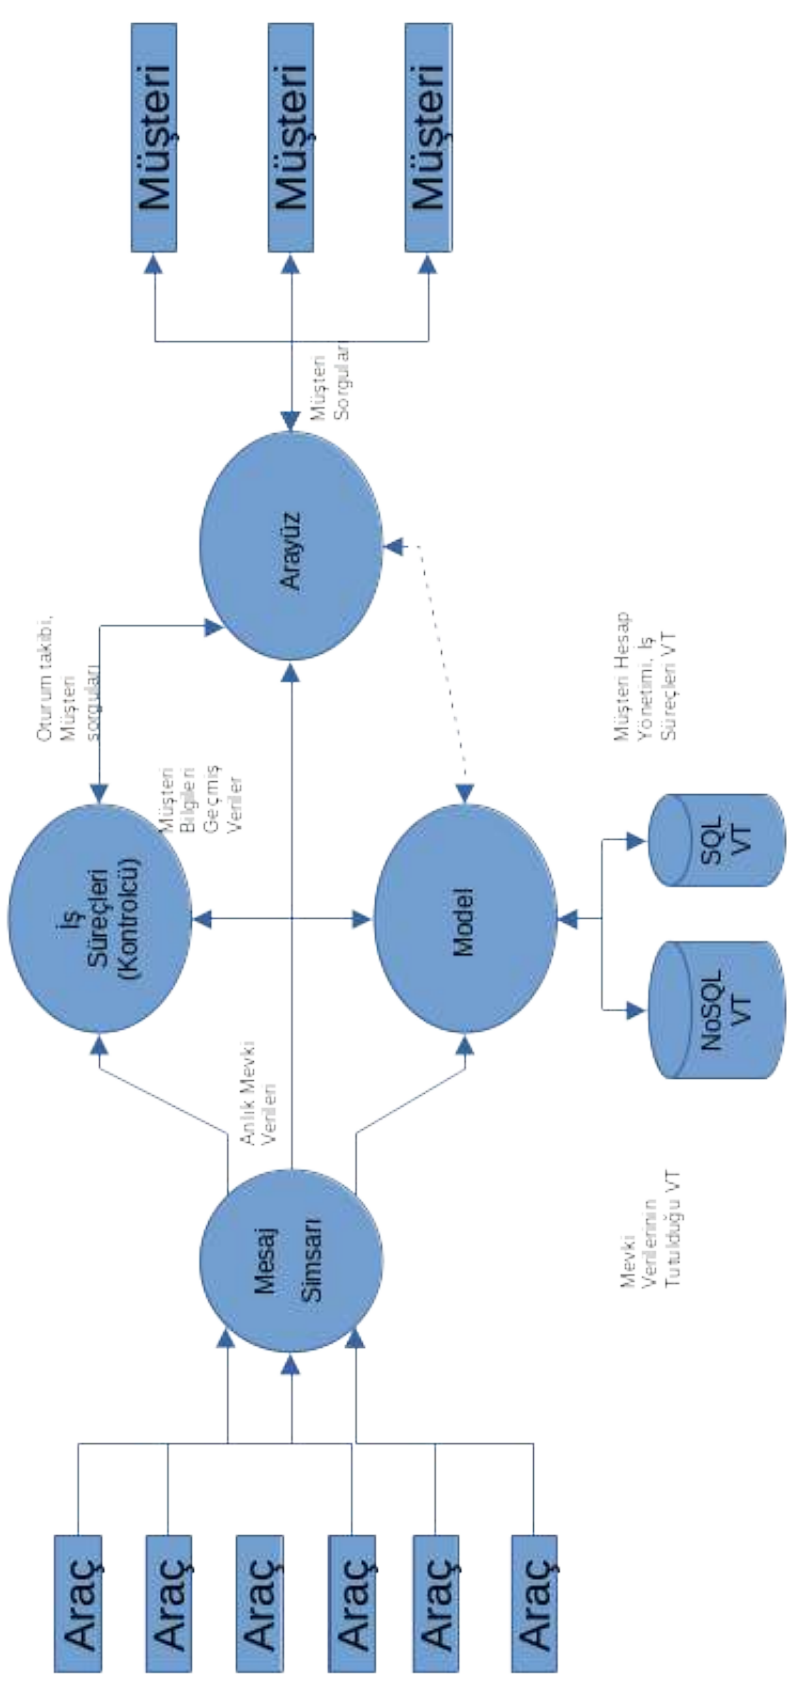 Araç
Araç
Araç
Araç
Araç
Araç
Mesaj
Simsarı
Anlık Mevki
Verileri
İş
Süreçleri
(Kontrolcü)
Müşteri
Bilgileri
Geçmiş
Veriler
Oturum takibi,
Müşteri
sorguları
Model
Arayüz
Müşteri
Sorguları
Müşteri
Müşteri
Müşteri
NoSQL
VT
SQL
VT
Mevki
Verilerinin
Tutulduğu VT
Müşteri Hesap
Yönetimi, İş
Süreçleri VT